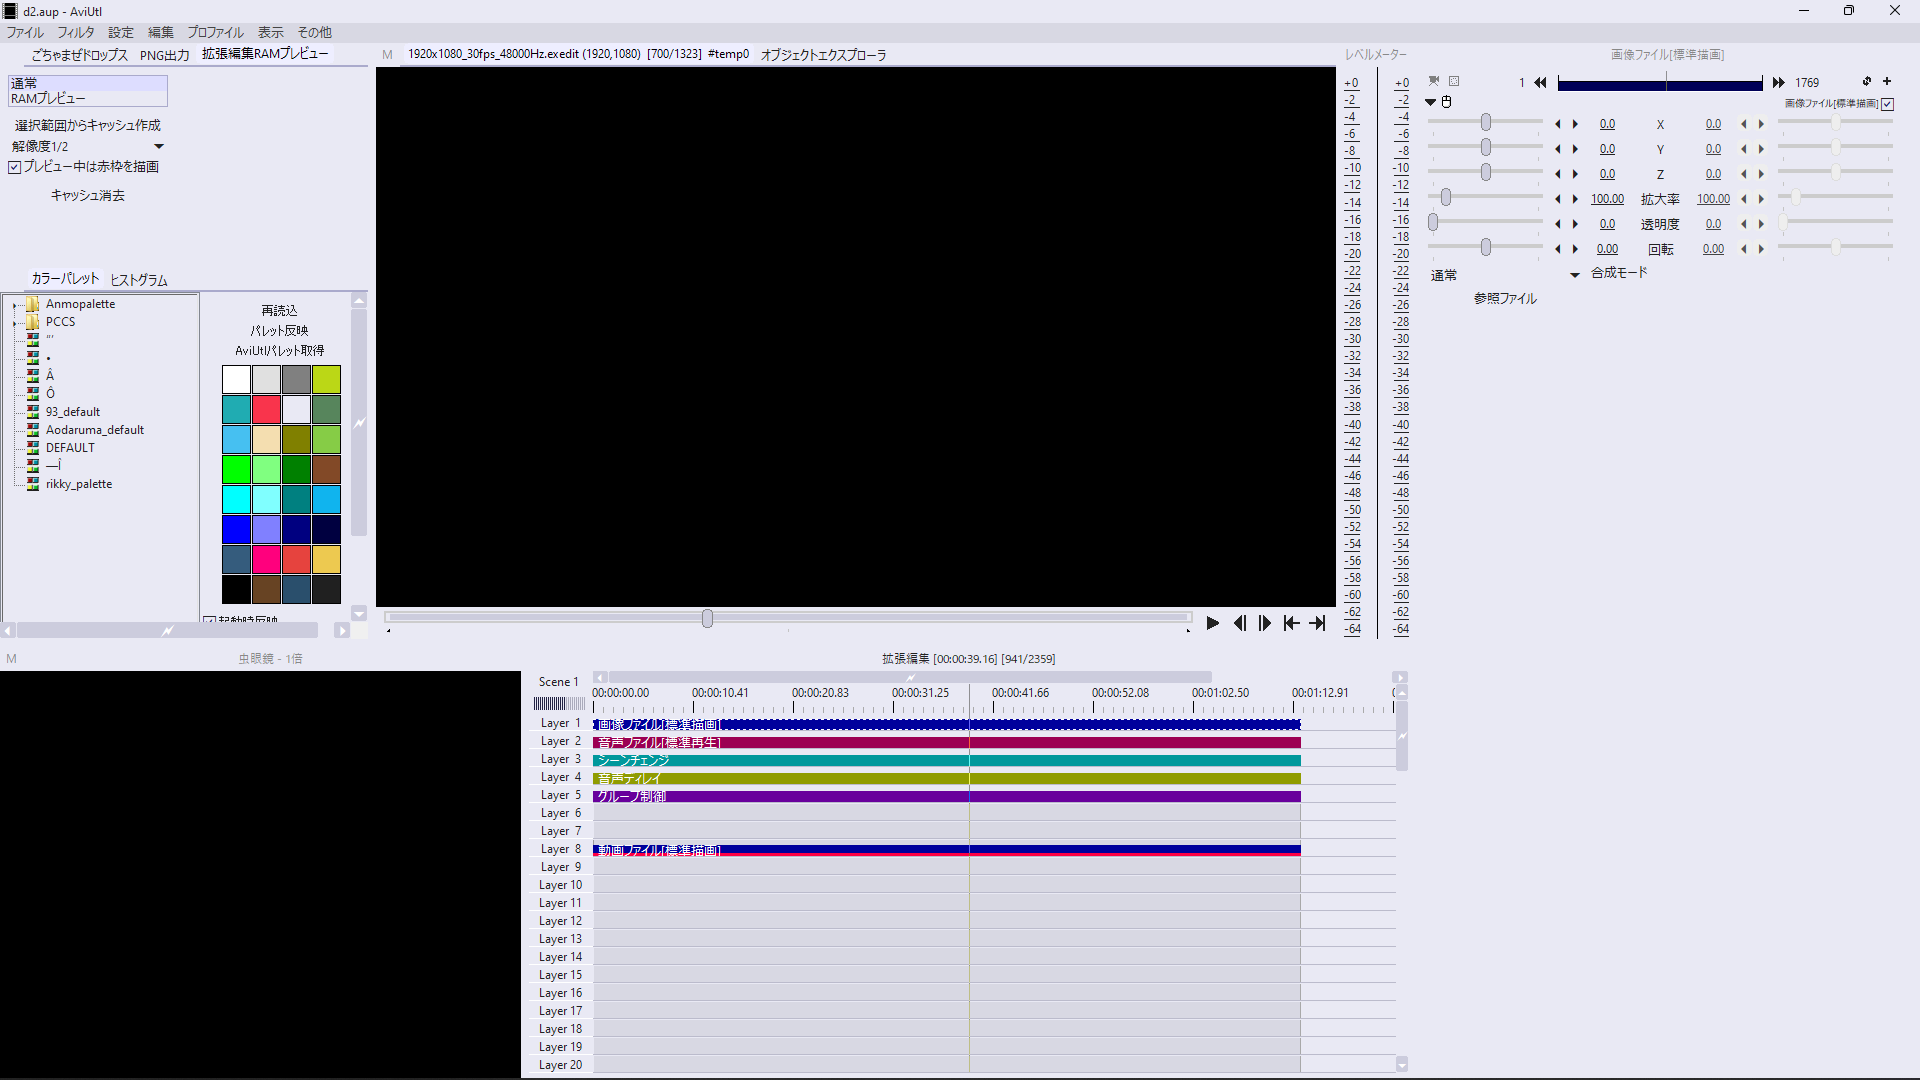 d2.aup - AviUtl
ファイル フィルタ 設定 編集 プロファイル 表示 その他
ごちゃまぜドロップス PNG出力 拡張編集RAMプレビュー
通常
RAMプレビュー
選択範囲からキャッシュ作成
解像度1/2
プレビュー中は赤枠を描画
キャッシュ消去
カラーパレット ヒストグラム
Anmopalette
PCCS
•
Â
Ô
93_default
Aodaruma_default
DEFAULT
—Î
rikky_palette
再読込
パレット反映
AviUtlパレット取得
起動時反映
M 1920x1080_30fps_48000Hz.exedit (1920,1080) [700/1323] #temp0 オブジェクトエクスプローラ
レベルメーター
+0 +0
-2 -2
-4 -4
-6 -6
-8 -8
-10 -10
-12 -12
-14 -14
-16 -16
-18 -18
-20 -20
-22 -22
-24 -24
-26 -26
-28 -28
-30 -30
-32 -32
-34 -34
-36 -36
-38 -38
-40 -40
-42 -42
-44 -44
-46 -46
-48 -48
-50 -50
-52 -52
-54 -54
-56 -56
-58 -58
-60 -60
-62 -62
-64 -64
画像ファイル[標準描画]
1 1769
画像ファイル[標準描画]
0.0 X 0.0
0.0 Y 0.0
0.0 Z 0.0
100.00 拡大率 100.00
0.0 透明度 0.0
0.00 回転 0.00
通常 合成モード
参照ファイル
M 虫眼鏡 - 1倍
拡張編集 [00:00:39.16] [941/2359]
Scene 1
00:00:00.00 00:00:10.41 00:00:20.83 00:00:31.25 00:00:41.66 00:00:52.08 00:01:02.50 00:01:12.91
Layer 1 画像ファイル[標準描画]
Layer 2 音声ファイル[標準再生]
Layer 3 シーンチェンジ
Layer 4 音声ディレイ
Layer 5 グループ制御
Layer 6
Layer 7
Layer 8 動画ファイル[標準描画]
Layer 9
Layer 10
Layer 11
Layer 12
Layer 13
Layer 14
Layer 15
Layer 16
Layer 17
Layer 18
Layer 19
Layer 20